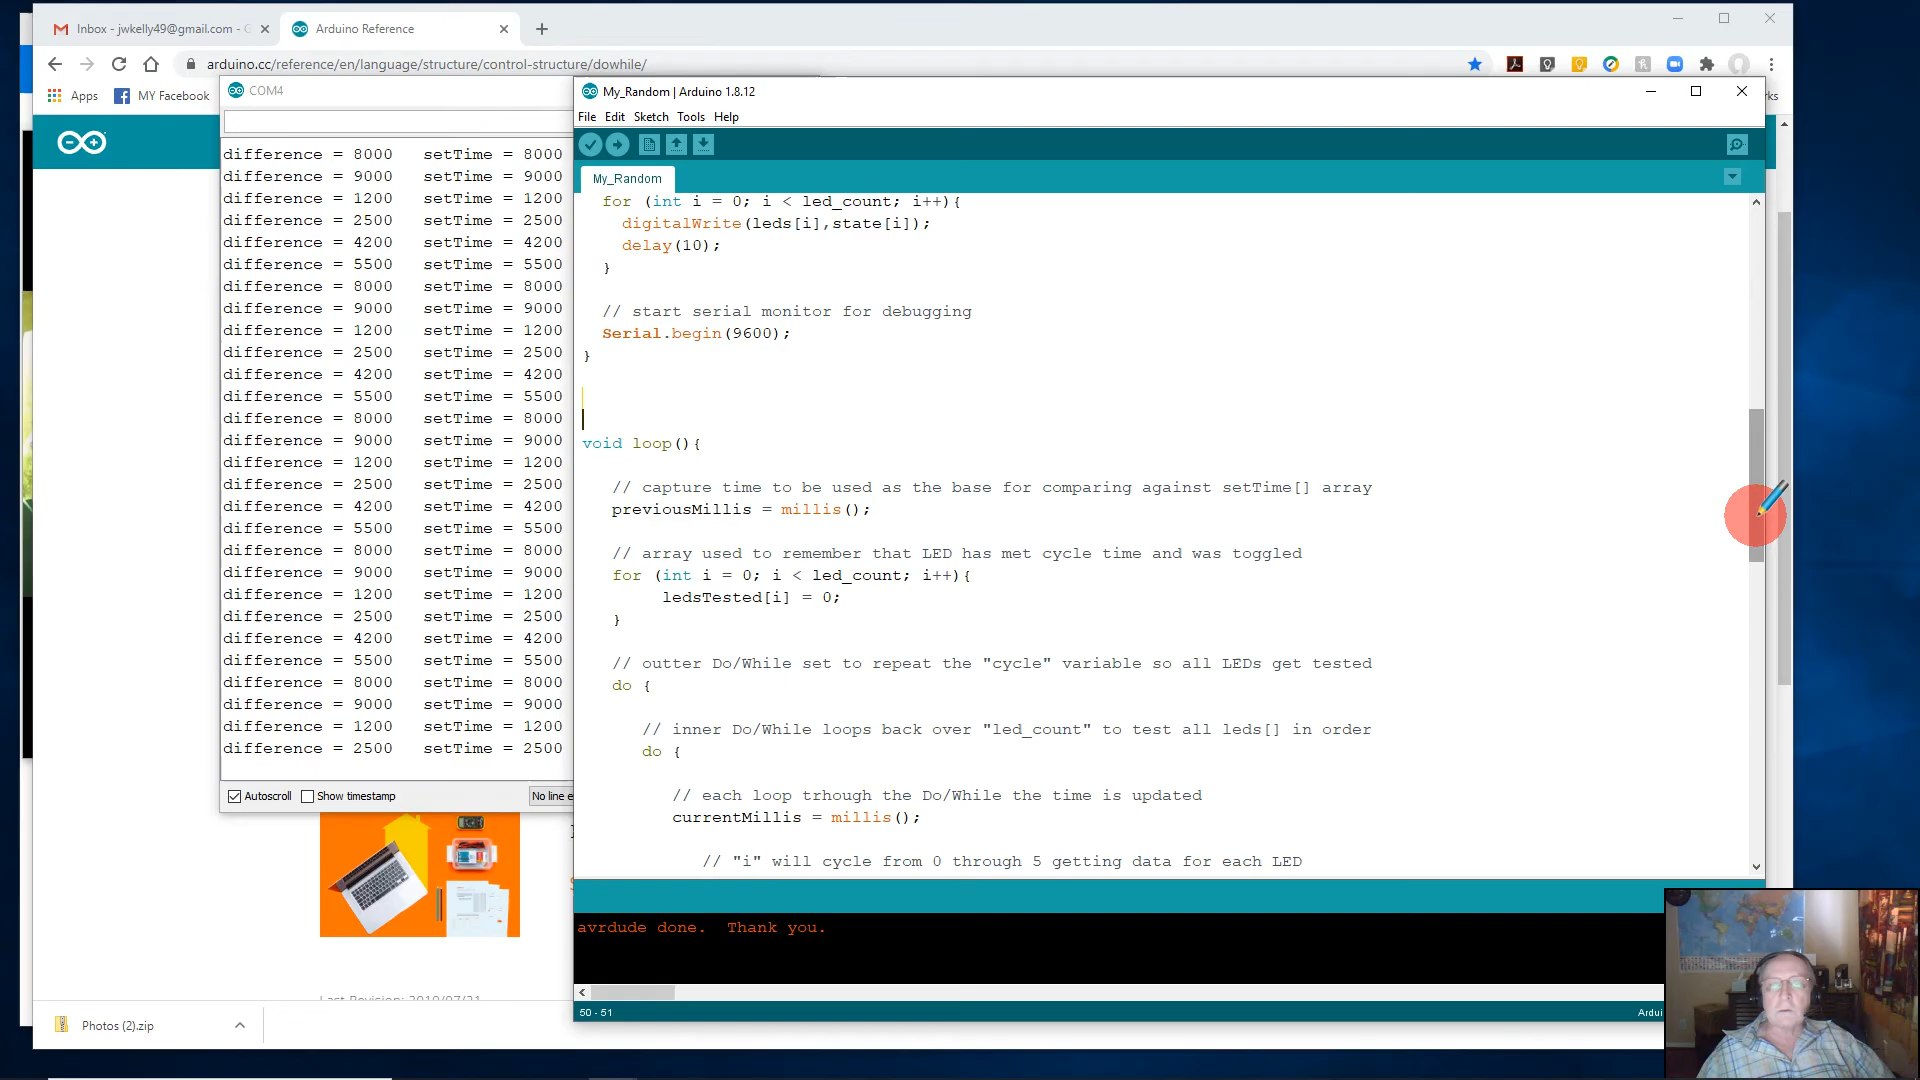 Inbox - jwkelly49@gmail.com - G
Arduino Reference
arduino.cc/reference/en/language/structure/control-structure/dowhile/
Apps
MY Facebook
COM4
difference = 8000   setTime = 8000
difference = 9000   setTime = 9000
difference = 1200   setTime = 1200
difference = 2500   setTime = 2500
difference = 4200   setTime = 4200
difference = 5500   setTime = 5500
difference = 8000   setTime = 8000
difference = 9000   setTime = 9000
difference = 1200   setTime = 1200
difference = 2500   setTime = 2500
difference = 4200   setTime = 4200
difference = 5500   setTime = 5500
difference = 8000   setTime = 8000
difference = 9000   setTime = 9000
difference = 1200   setTime = 1200
difference = 2500   setTime = 2500
difference = 4200   setTime = 4200
difference = 5500   setTime = 5500
difference = 8000   setTime = 8000
difference = 9000   setTime = 9000
difference = 1200   setTime = 1200
difference = 2500   setTime = 2500
difference = 4200   setTime = 4200
difference = 5500   setTime = 5500
difference = 8000   setTime = 8000
difference = 9000   setTime = 9000
difference = 1200   setTime = 1200
difference = 2500   setTime = 2500
Autoscroll
Show timestamp
No line e
My_Random | Arduino 1.8.12
File Edit Sketch Tools Help
My_Random
for (int i = 0; i < led_count; i++){
digitalWrite(leds[i],state[i]);
delay(10);
}
// start serial monitor for debugging
Serial.begin(9600);
}
void loop(){
// capture time to be used as the base for comparing against setTime[] array
previousMillis = millis();
// array used to remember that LED has met cycle time and was toggled
for (int i = 0; i < led_count; i++){
ledsTested[i] = 0;
}
// outter Do/While set to repeat the "cycle" variable so all LEDs get tested
do {
// inner Do/While loops back over "led_count" to test all leds[] in order
do {
// each loop trhough the Do/While the time is updated
currentMillis = millis();
// "i" will cycle from 0 through 5 getting data for each LED
avrdude done.  Thank you.
50 - 51
Ardui
Photos (2).zip